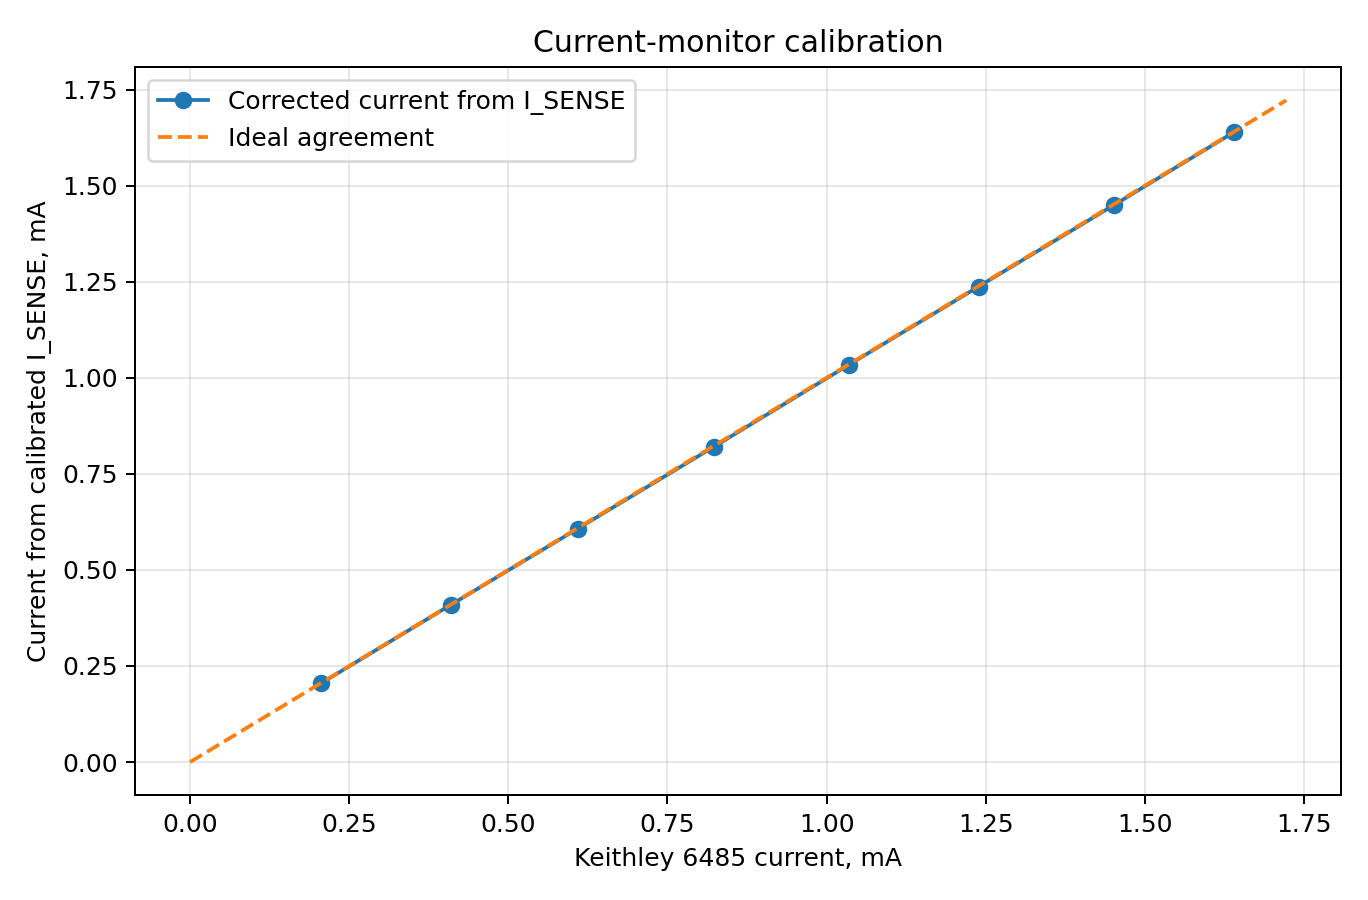 Current-monitor calibration
Corrected current from I_SENSE
Ideal agreement
Current from calibrated I_SENSE, mA
1.75
1.50
1.25
1.00
0.75
0.50
0.25
0.00
0.00 0.25 0.50 0.75 1.00 1.25 1.50 1.75
Keithley 6485 current, mA